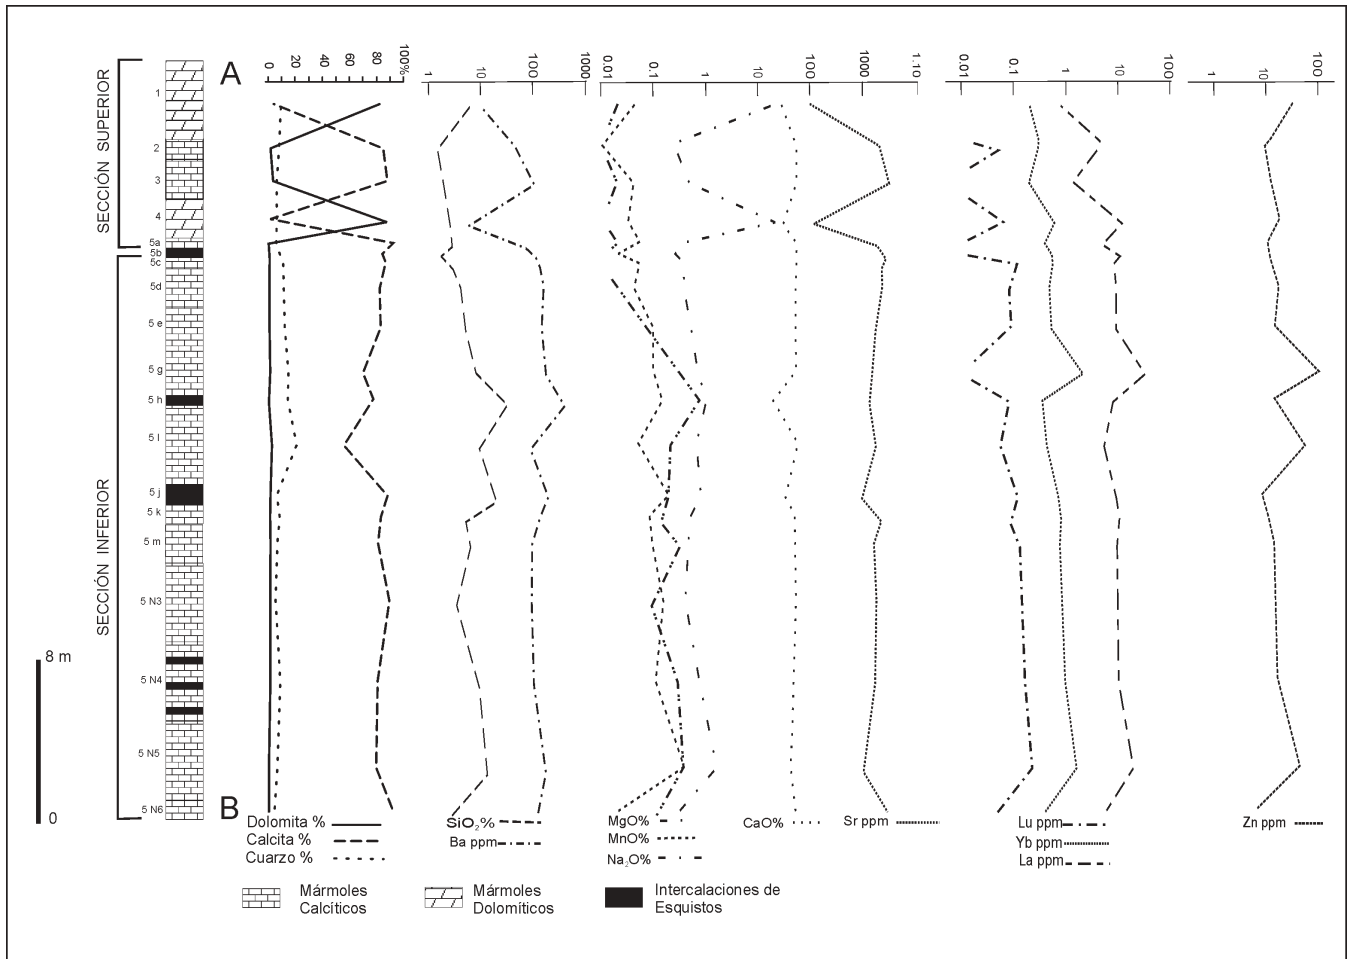 A
0
20
40
60
80
100%
1
10
100
1000
0.01
0.1
1
10
100
1000
1.10
0.01
0.1
1
10
100
1
10
100
SECCIÓN SUPERIOR
1
2
3
4
5a
5b
SECCIÓN INFERIOR
5c
5d
5 e
5 g
5 h
5 I
5 j
5 k
5 m
5 N3
5 N4
5 N5
5 N6
8 m
0
B
Dolomita %
Calcita %
Cuarzo %
SiO₂%
Ba ppm
MgO%
MnO%
Na₂O%
CaO%
Sr ppm
Lu ppm
Yb ppm
La ppm
Zn ppm
Mármoles
Calcíticos
Mármoles
Dolomíticos
Intercalaciones de
Esquistos